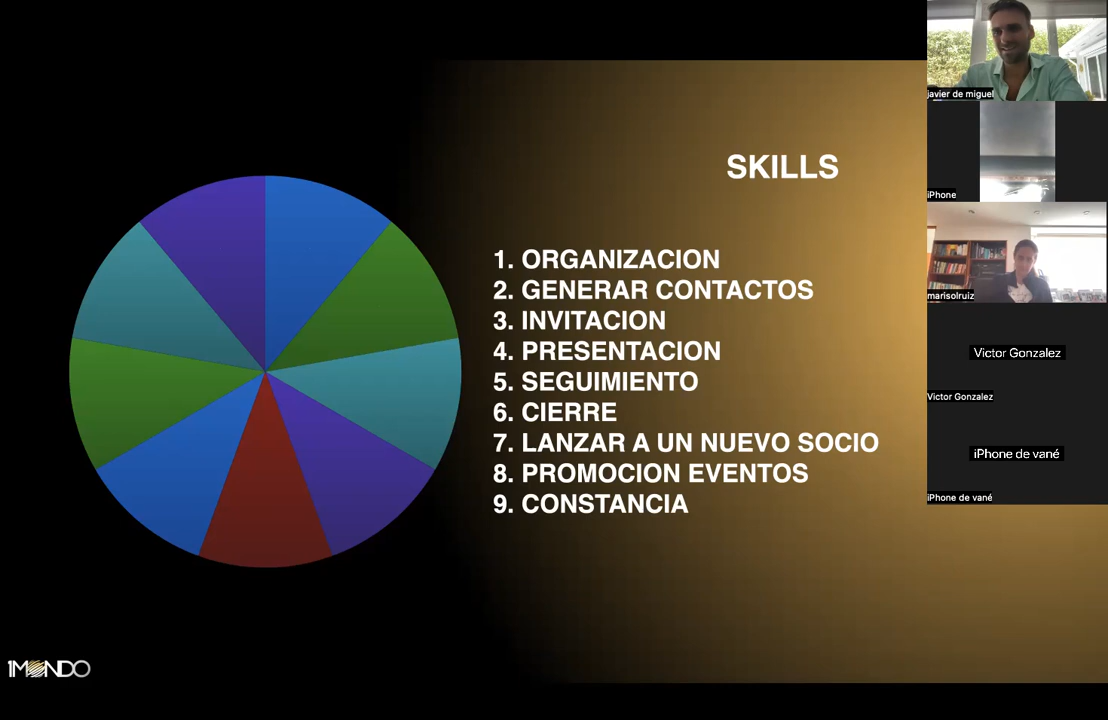 SKILLS
1. ORGANIZACION
2. GENERAR CONTACTOS
3. INVITACION
4. PRESENTACION
5. SEGUIMIENTO
6. CIERRE
7. LANZAR A UN NUEVO SOCIO
8. PROMOCION EVENTOS
9. CONSTANCIA
1MONDO
javier de miguel
iPhone
marisolruiz
Victor Gonzalez
Victor Gonzalez
iPhone de vané
iPhone de vané